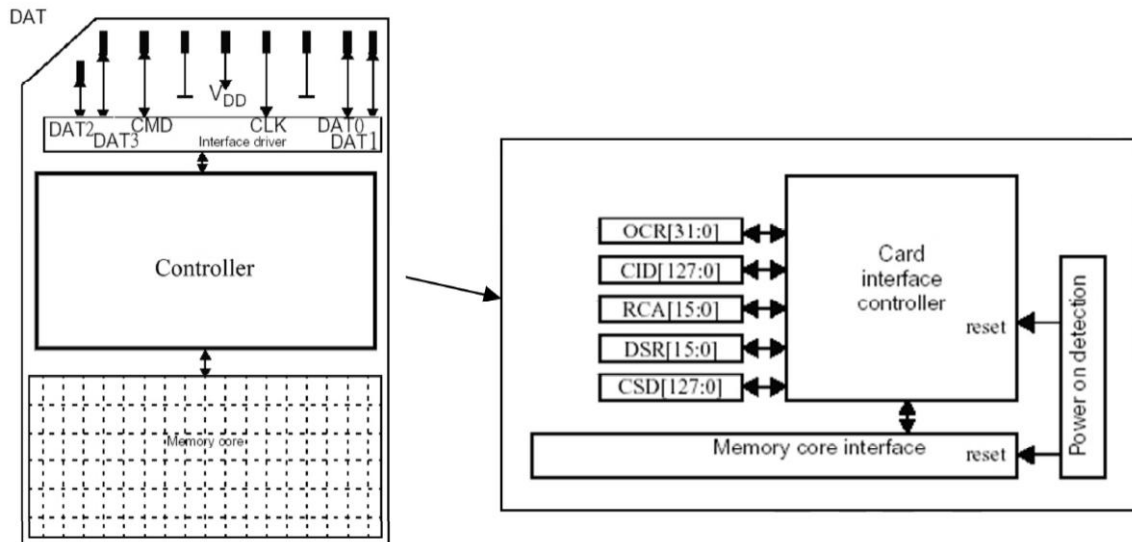 DAT
V_DD
DAT2
DAT3
CMD
CLK
DAT0
DAT1
Interface driver
Controller
Memory core
OCR[31:0]
CID[127:0]
RCA[15:0]
DSR[15:0]
CSD[127:0]
Card
interface
controller
reset
Memory core interface
reset
Power on detection